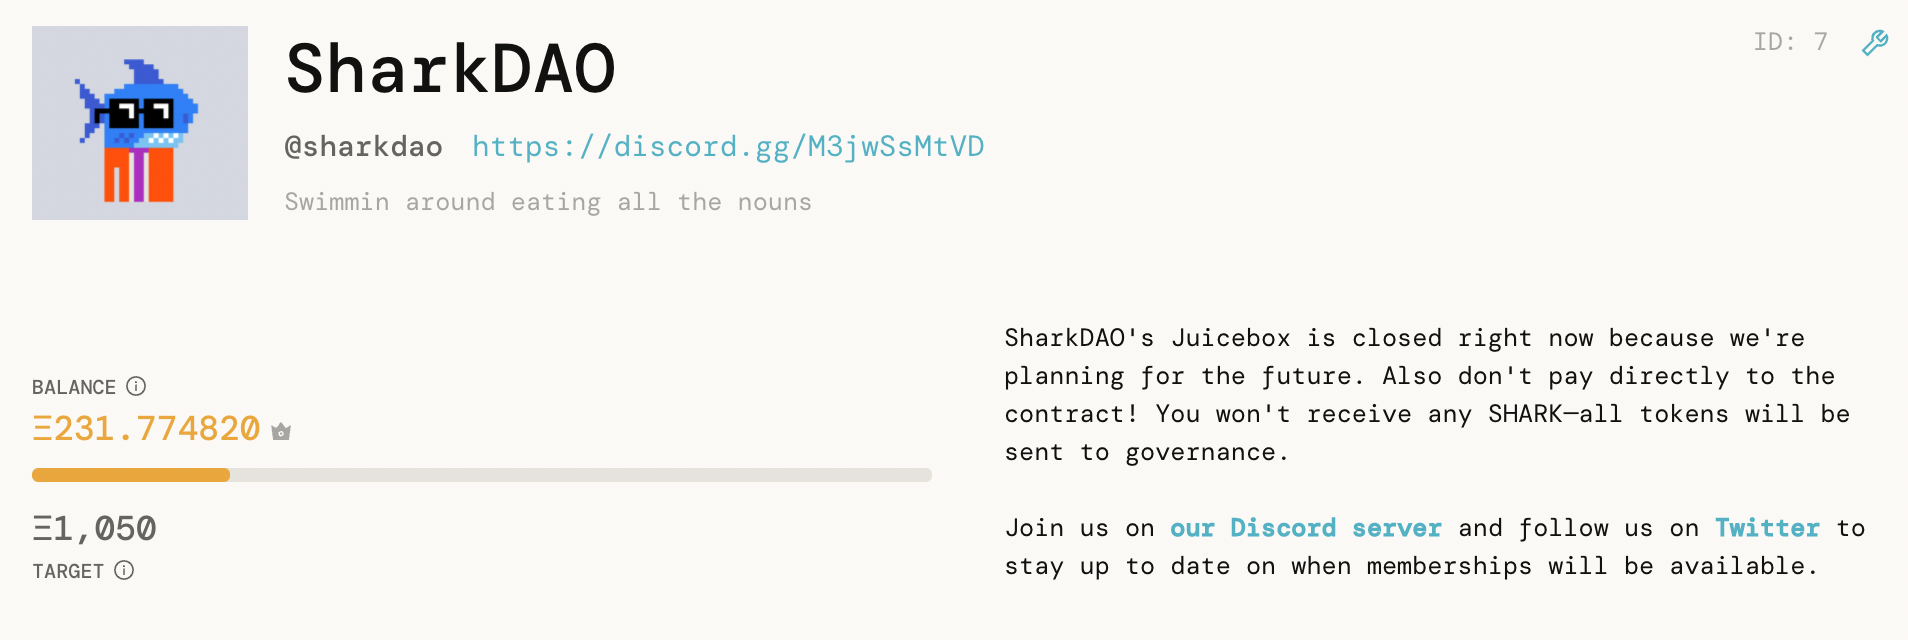 SharkDAO
ID: 7
@sharkdao https://discord.gg/M3jwSsMtVD
Swimmin around eating all the nouns
BALANCE
Ξ231.774820
Ξ1,050
TARGET
SharkDAO's Juicebox is closed right now because we're
planning for the future. Also don't pay directly to the
contract! You won't receive any SHARK—all tokens will be
sent to governance.
Join us on our Discord server and follow us on Twitter to
stay up to date on when memberships will be available.